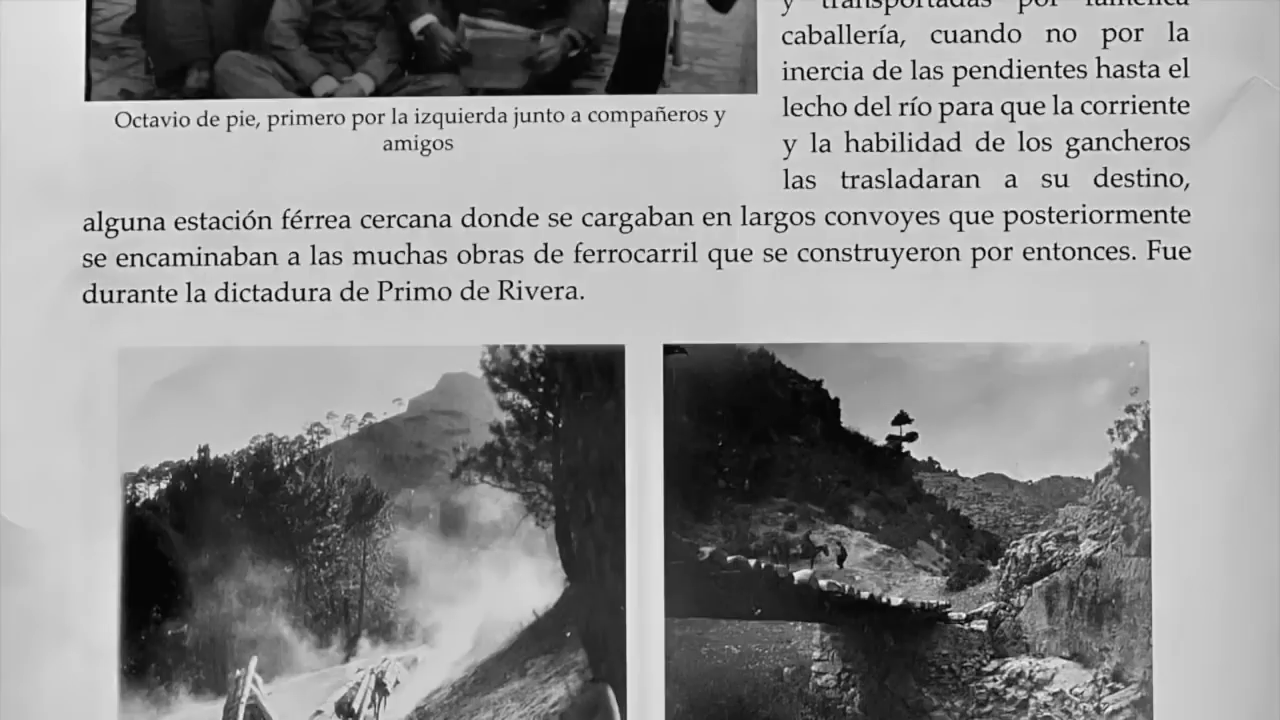 y transportadas por famélica
caballería, cuando no por la
inercia de las pendientes hasta el
lecho del río para que la corriente
y la habilidad de los gancheros
las trasladaran a su destino,
Octavio de pie, primero por la izquierda junto a compañeros y
amigos
alguna estación férrea cercana donde se cargaban en largos convoyes que posteriormente
se encaminaban a las muchas obras de ferrocarril que se construyeron por entonces. Fue
durante la dictadura de Primo de Rivera.